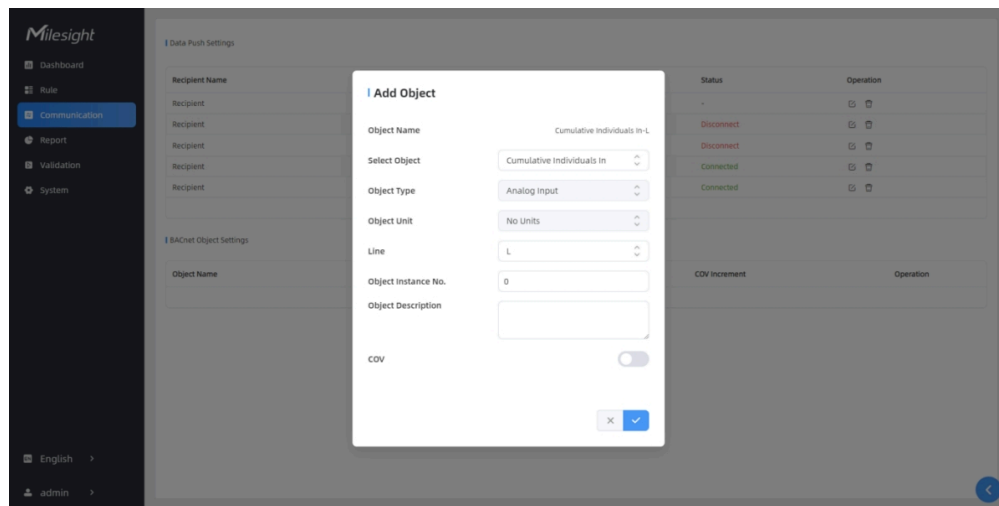 Milesight
Dashboard
Rule
Communication
Report
Validation
System
English
admin
Data Push Settings
Recipient Name Status Operation
Recipient -
Recipient Disconnect
Recipient Disconnect
Recipient Connected
Recipient Connected
BACnet Object Settings
Object Name COV Increment Operation
Add Object
Object Name Cumulative Individuals In-L
Select Object Cumulative Individuals In
Object Type Analog Input
Object Unit No Units
Line L
Object Instance No. 0
Object Description
COV